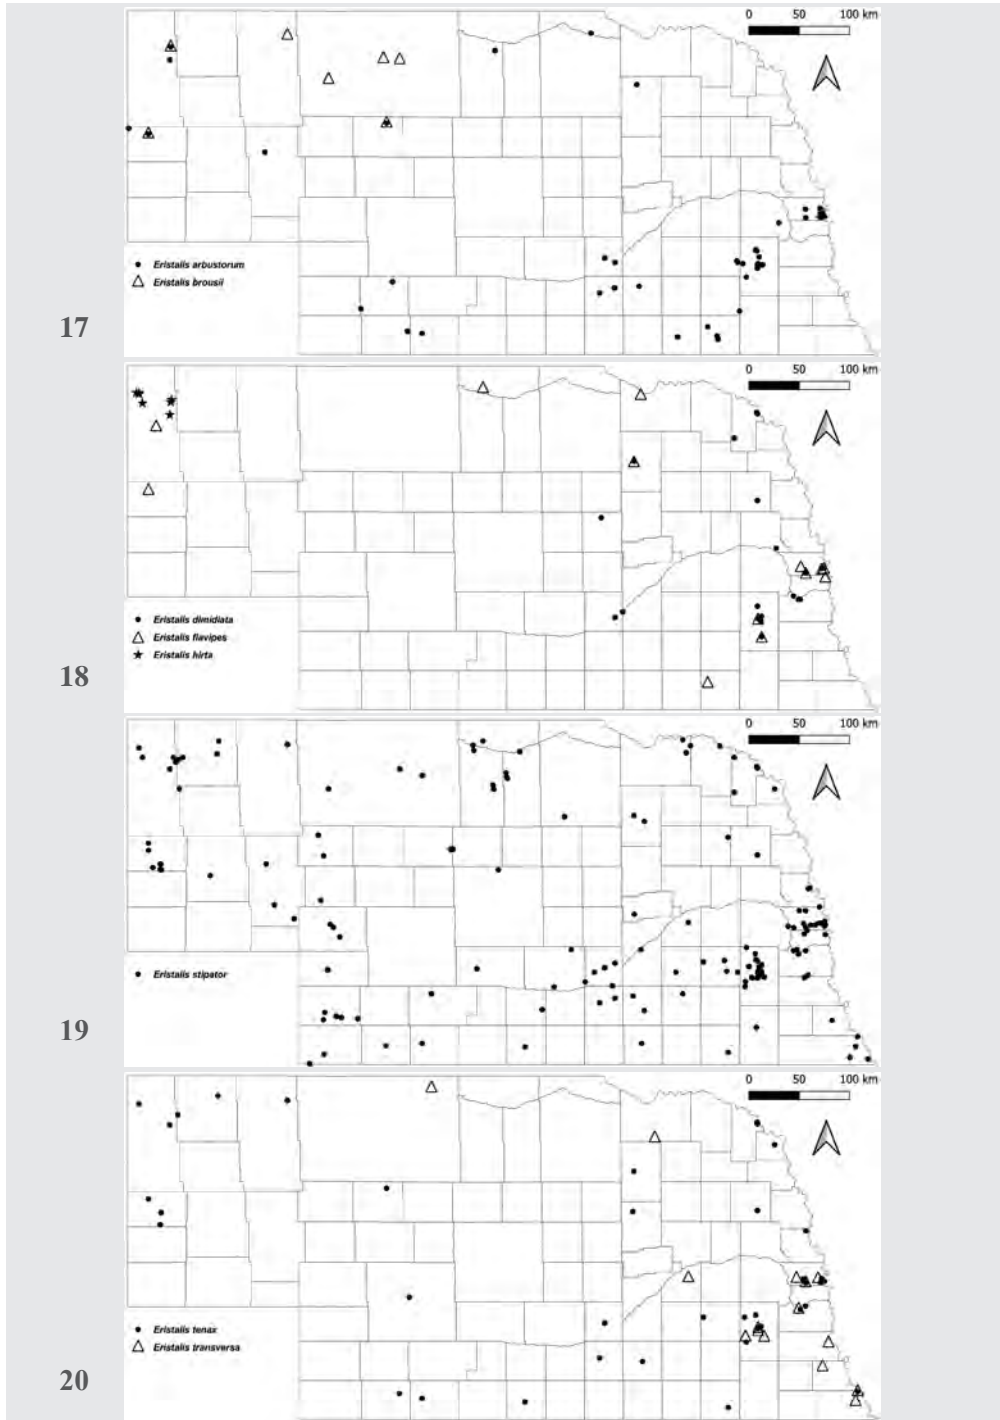 0 50 100 km
Eristalis arbustorum
Eristalis brousii
17
0 50 100 km
Eristalis dimidiata
Eristalis flavipes
Eristalis hirta
18
0 50 100 km
Eristalis stipator
19
0 50 100 km
Eristalis tenax
Eristalis transversa
20